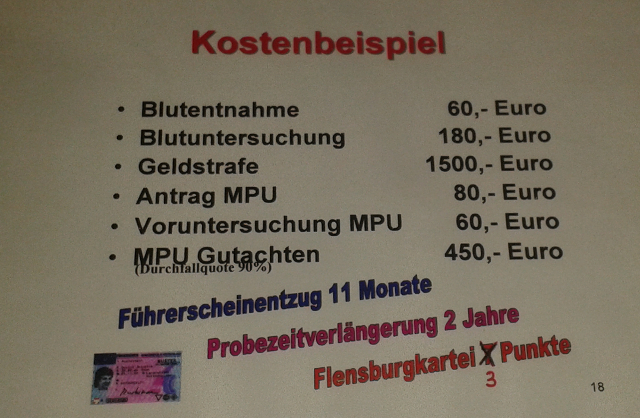 Kostenbeispiel
• Blutentnahme 60,- Euro
• Blutuntersuchung 180,- Euro
• Geldstrafe 1500,- Euro
• Antrag MPU 80,- Euro
• Voruntersuchung MPU 60,- Euro
• MPU Gutachten 450,- Euro
(Durchfallquote 90%)
Führerscheinentzug 11 Monate
Probezeitverlängerung 2 Jahre
Flensburgkartei Punkte
3
18